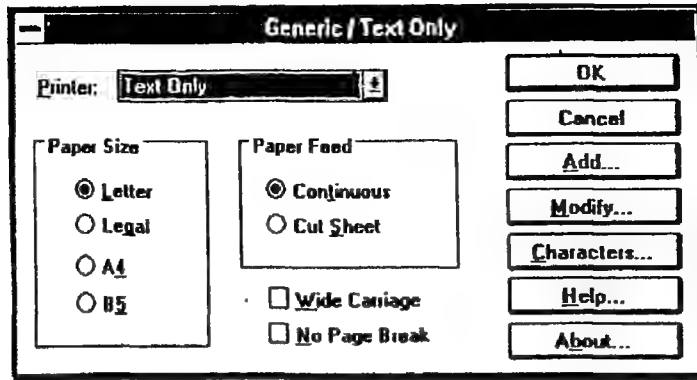 Generic / Text Only
Printer: Text Only
Paper Size
Letter
Legal
A4
B5
Paper Feed
Continuous
Cut Sheet
Wide Carriage
No Page Break
OK
Cancel
Add...
Modify...
Characters...
Help...
About...